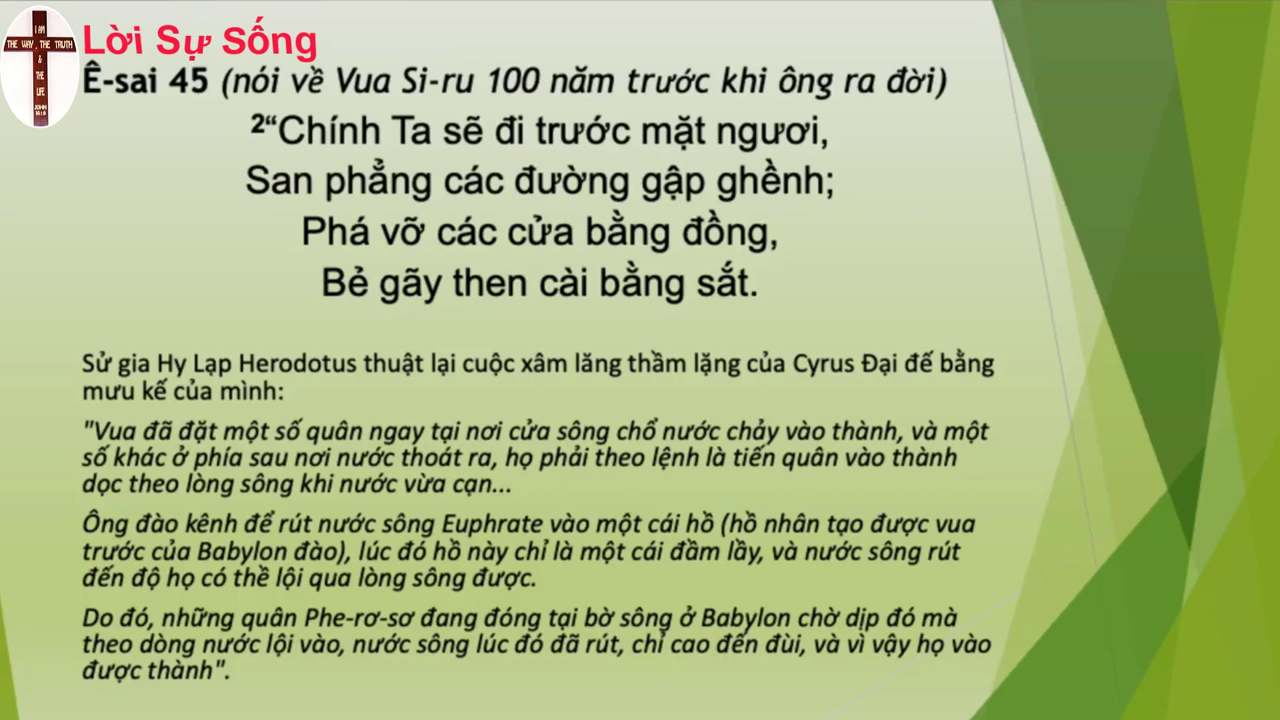 I AM
THE WAY, THE TRUTH
&
THE
LIFE
JOHN
14:6
Lời Sự Sống
Ê-sai 45 (nói về Vua Si-ru 100 năm trước khi ông ra đời)
2“Chính Ta sẽ đi trước mặt ngươi,
San phẳng các đường gập ghềnh;
Phá vỡ các cửa bằng đồng,
Bẻ gãy then cài bằng sắt.
Sử gia Hy Lạp Herodotus thuật lại cuộc xâm lăng thầm lặng của Cyrus Đại đế bằng
mưu kế của mình:
"Vua đã đặt một số quân ngay tại nơi cửa sông chổ nước chảy vào thành, và một
số khác ở phía sau nơi nước thoát ra, họ phải theo lệnh là tiến quân vào thành
dọc theo lòng sông khi nước vừa cạn...
Ông đào kênh để rút nước sông Euphrate vào một cái hồ (hồ nhân tạo được vua
trước của Babylon đào), lúc đó hồ này chỉ là một cái đầm lầy, và nước sông rút
đến độ họ có thể lội qua lòng sông được.
Do đó, những quân Phe-rơ-sơ đang đóng tại bờ sông ở Babylon chờ dịp đó mà
theo dòng nước lội vào, nước sông lúc đó đã rút, chỉ cao đến đùi, và vì vậy họ vào
được thành".